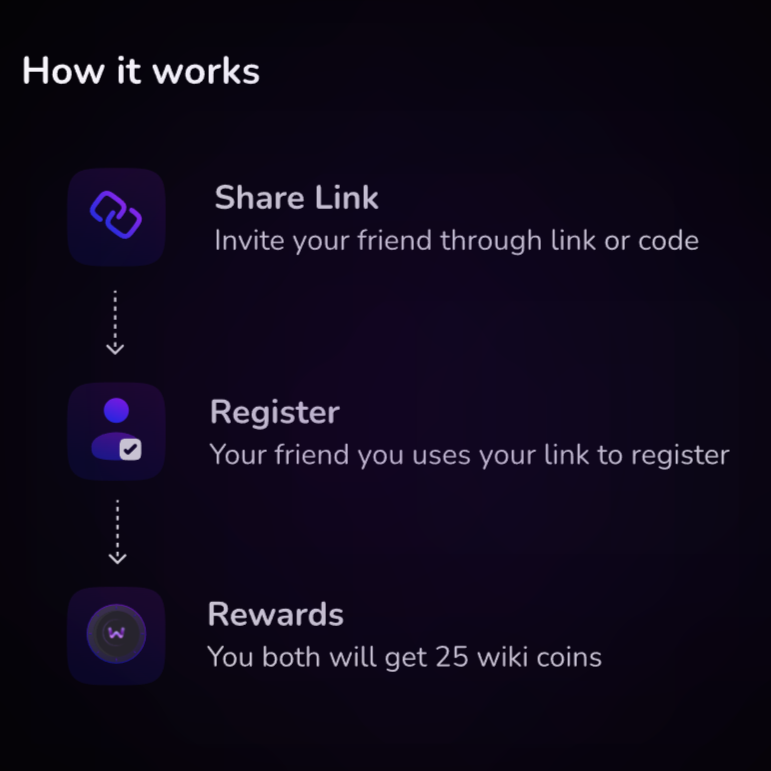 How it works
Share Link
Invite your friend through link or code
Register
Your friend you uses your link to register
Rewards
You both will get 25 wiki coins